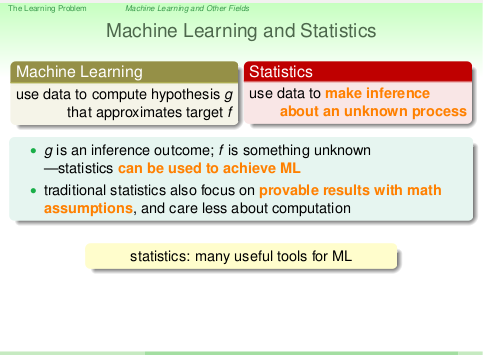 The Learning Problem
Machine Learning and Other Fields
Machine Learning and Statistics
Machine Learning
use data to compute hypothesis g
that approximates target f
Statistics
use data to make inference
about an unknown process
• g is an inference outcome; f is something unknown
—statistics can be used to achieve ML
• traditional statistics also focus on provable results with math
assumptions, and care less about computation
statistics: many useful tools for ML